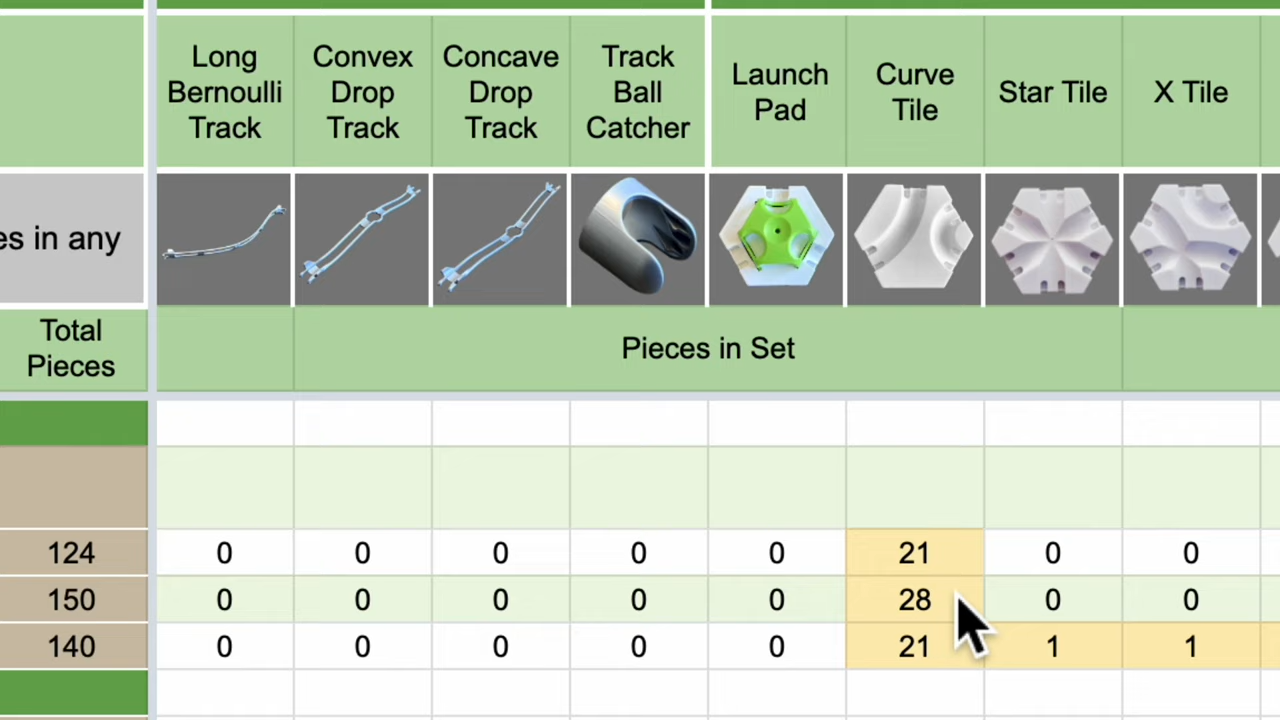 Long
Bernoulli
Track
Convex
Drop
Track
Concave
Drop
Track
Track
Ball
Catcher
Launch
Pad
Curve
Tile
Star Tile
X Tile
es in any
Total
Pieces
Pieces in Set
124 0 0 0 0 0 21 0 0
150 0 0 0 0 0 28 0 0
140 0 0 0 0 0 21 1 1